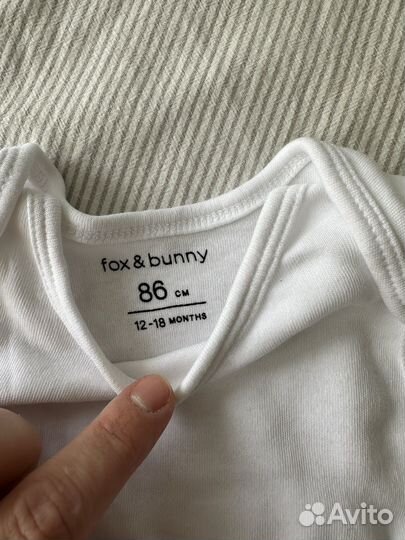 fox & bunny
86 CM
12-18 MONTHS
Avito